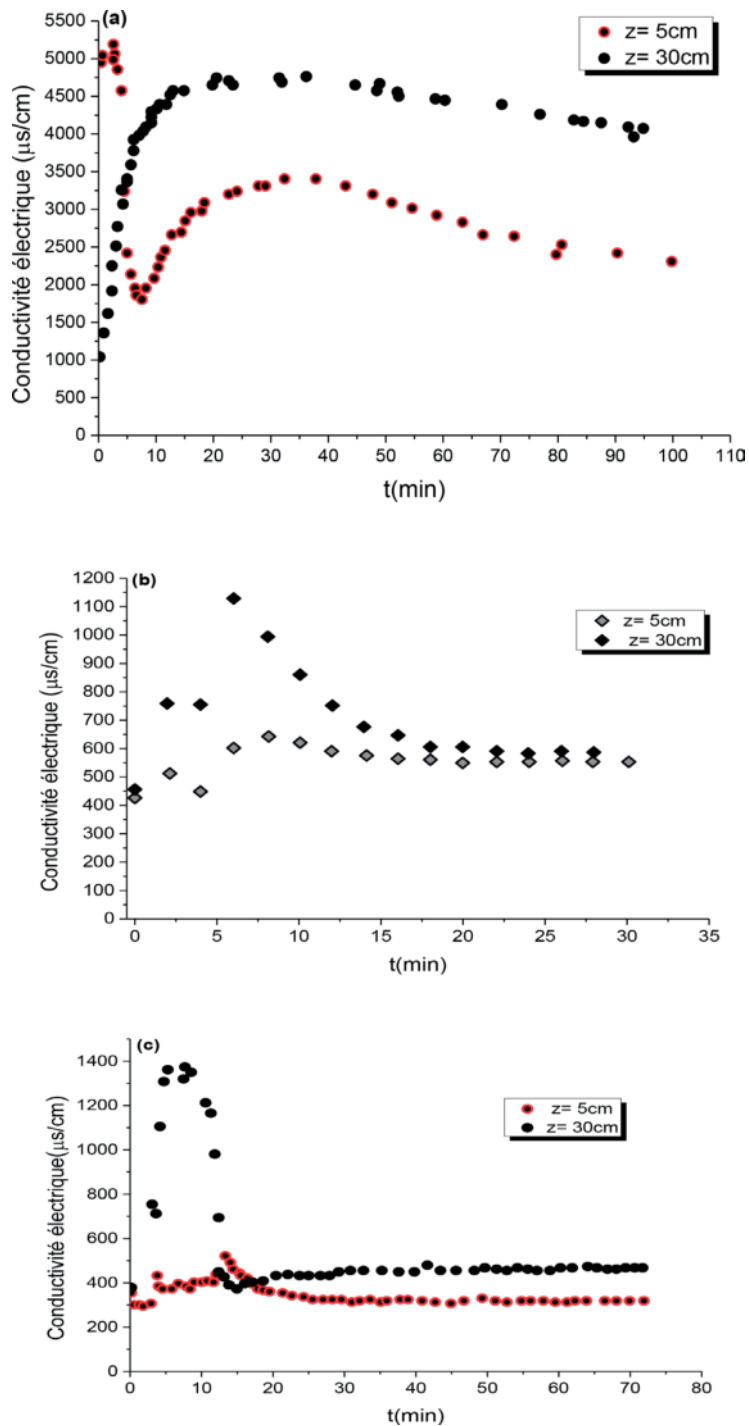 (a)
z= 5cm
z= 30cm
Conductivité électrique (μs/cm)
5500
5000
4500
4000
3500
3000
2500
2000
1500
1000
500
0
0 10 20 30 40 50 60 70 80 90 100 110
t(min)
(b)
z= 5cm
z= 30cm
Conductivité électrique (μs/cm)
1200
1100
1000
900
800
700
600
500
400
300
200
100
0
0 5 10 15 20 25 30 35
t(min)
(c)
z= 5cm
z= 30cm
Conductivité électrique(μs/cm)
1400
1200
1000
800
600
400
200
0
0 10 20 30 40 50 60 70 80
t(min)